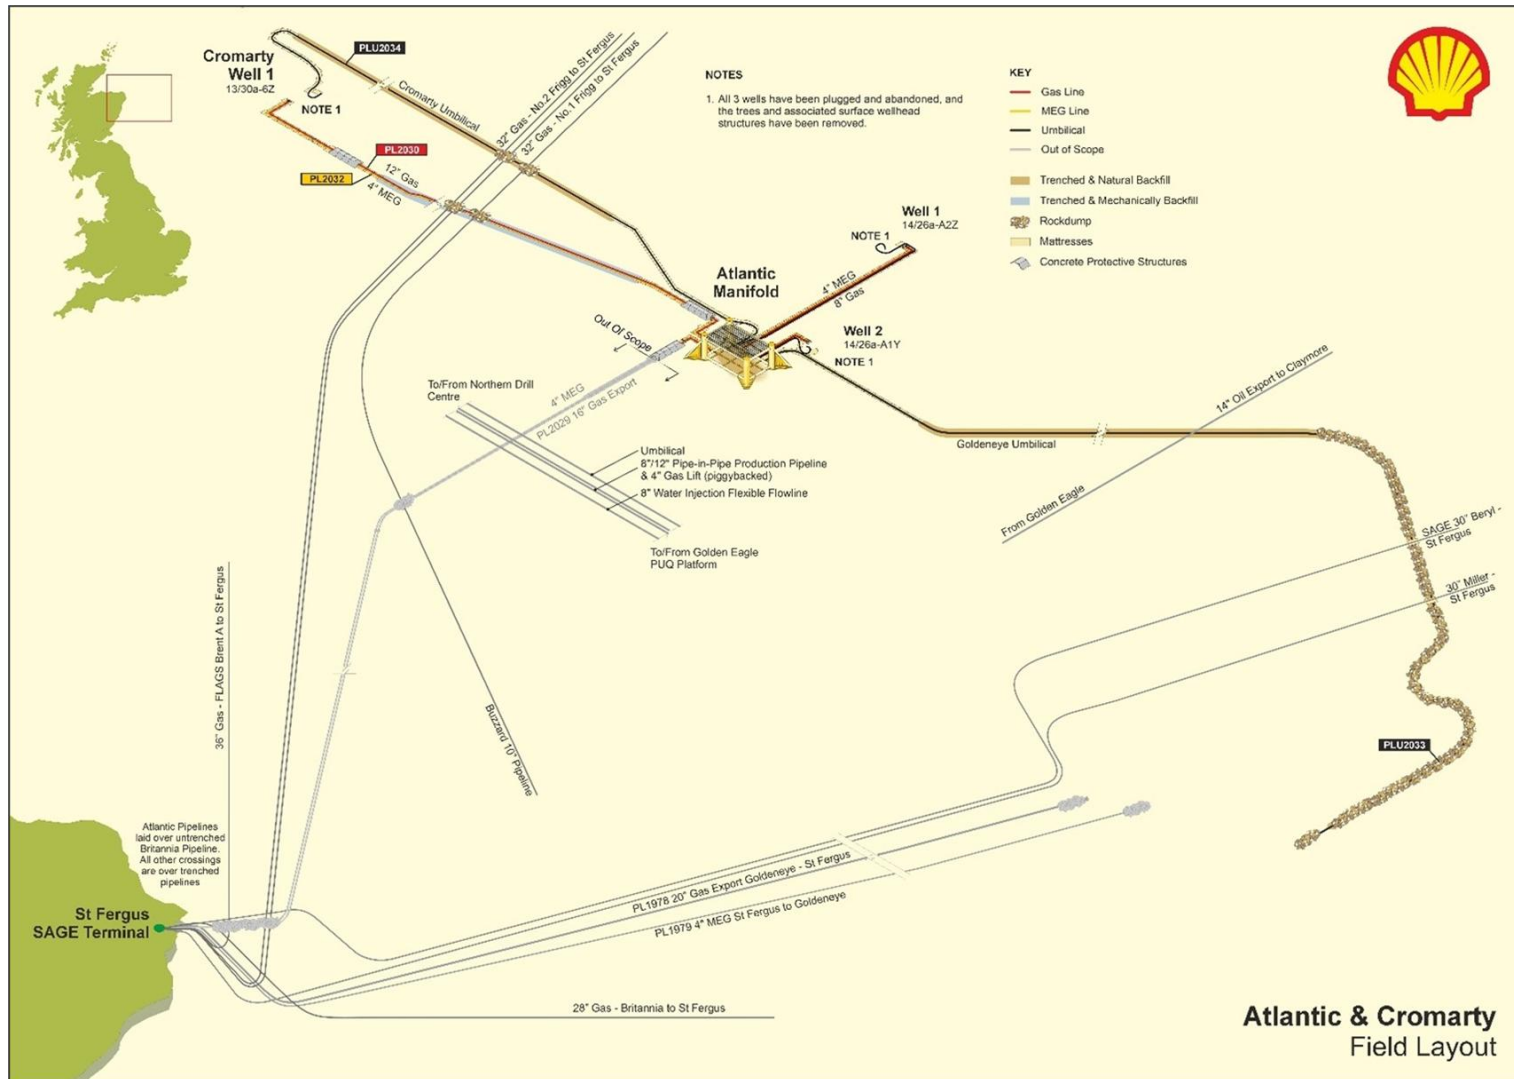 PLU2034
Cromarty
Well 1
13/30a-6Z
NOTE 1
Cromarty Umbilical
32" Gas - No.2 Frigg to St Fergus
32" Gas - No.1 Frigg to St Fergus
PL2030
PL2032
12" Gas
4" MEG
NOTES
1. All 3 wells have been plugged and abandoned, and
the trees and associated surface wellhead
structures have been removed.
KEY
Gas Line
MEG Line
Umbilical
Out of Scope
Trenched & Natural Backfill
Trenched & Mechanically Backfill
Rockdump
Mattresses
Concrete Protective Structures
Well 1
14/26a-A2Z
NOTE 1
Atlantic
Manifold
4" MEG
8" Gas
Out Of Scope
Well 2
14/26a-A1Y
NOTE 1
To/From Northern Drill
Centre
4" MEG
PL2029 16" Gas Export
14" Oil Export to Claymore
Goldeneye Umbilical
Umbilical
8"/12" Pipe-in-Pipe Production Pipeline
& 4" Gas Lift (piggybacked)
8" Water Injection Flexible Flowline
From Golden Eagle
SAGE 30" Beryl -
St Fergus
To/From Golden Eagle
PUQ Platform
30" Miller -
St Fergus
36" Gas - FLAGS Brent A to St Fergus
Buzzard 10" Pipeline
PLU2033
Atlantic Pipelines
laid over untrenched
Britannia Pipeline.
All other crossings
are over trenched
pipelines
PL1978 20" Gas Export Goldeneye - St Fergus
PL1979 4" MEG St Fergus to Goldeneye
St Fergus
SAGE Terminal
28" Gas - Britannia to St Fergus
Atlantic & Cromarty
Field Layout